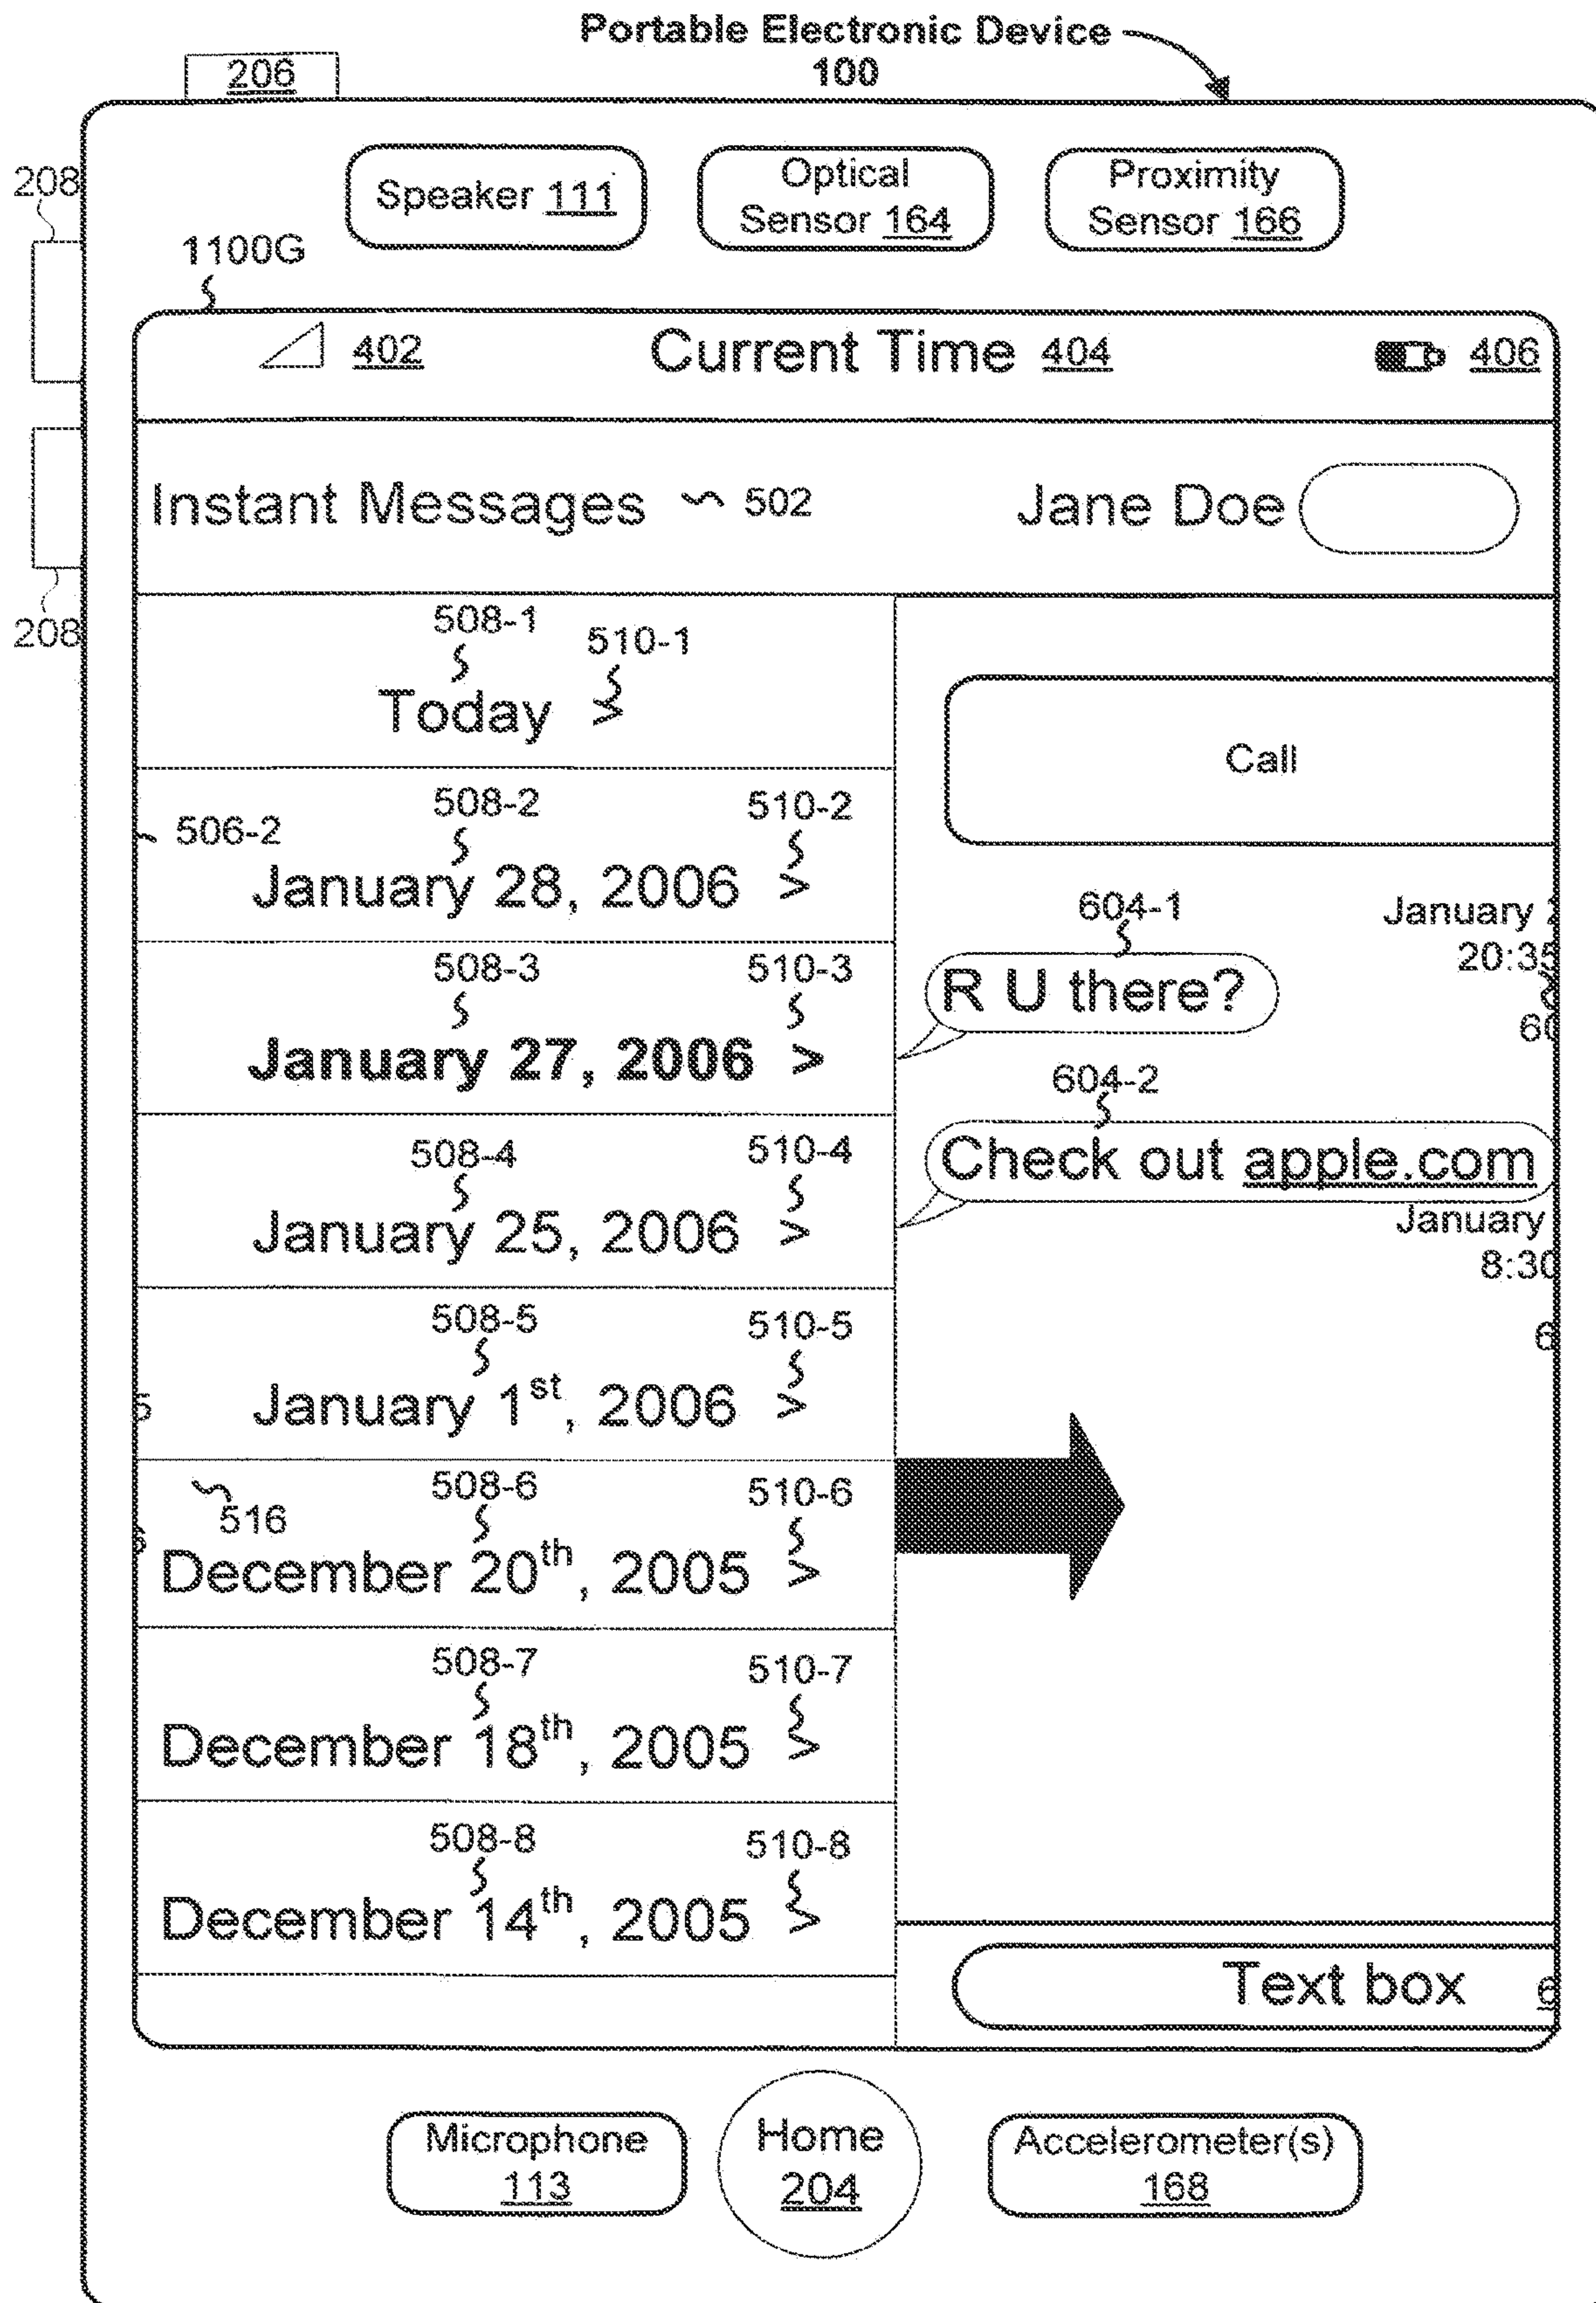 Portable Electronic Device
100
206
208
Speaker 111
Optical
Sensor 164
Proximity
Sensor 166
1100G
402
Current Time 404
406
Instant Messages 502
Jane Doe
208
508-1
510-1
Today >
Call
508-2
510-2
506-2
January 28, 2006 >
508-3
510-3
January 27, 2006 >
604-1
January
20:35
60
R U there?
604-2
Check out apple.com
January
8:30
6
508-4
510-4
January 25, 2006 >
508-5
510-5
January 1st, 2006 >
5
516
508-6
510-6
December 20th, 2005 >
508-7
510-7
December 18th, 2005 >
508-8
510-8
December 14th, 2005 >
Text box 6
Microphone
113
Home
204
Accelerometer(s)
168